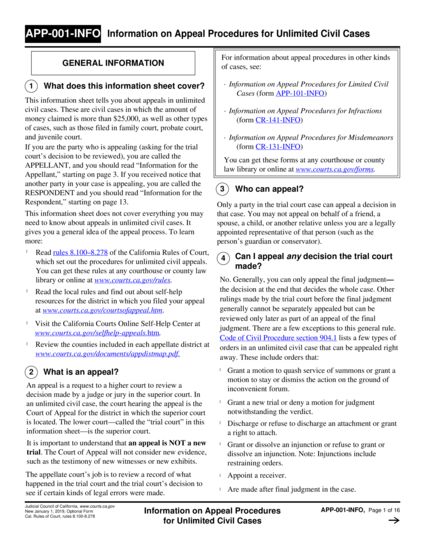 APP-001-INFO Information on Appeal Procedures for Unlimited Civil Cases
GENERAL INFORMATION
1 What does this information sheet cover?
This information sheet tells you about appeals in unlimited
civil cases. These are civil cases in which the amount of
money claimed is more than $25,000, as well as other types
of cases, such as those filed in family court, probate court,
and juvenile court.
If you are the party who is appealing (asking for the trial
court's decision to be reviewed), you are called the
APPELLANT, and you should read "Information for the
Appellant," starting on page 3. If you received notice that
another party in your case is appealing, you are called the
RESPONDENT and you should read "Information for the
Respondent," starting on page 13.
This information sheet does not cover everything you may
need to know about appeals in unlimited civil cases. It
gives you a general idea of the appeal process. To learn
more:
Read rules 8.100–8.278 of the California Rules of Court,
which set out the procedures for unlimited civil appeals.
You can get these rules at any courthouse or county law
library or online at www.courts.ca.gov/rules.
Read the local rules and find out about self-help
resources for the district in which you filed your appeal
at www.courts.ca.gov/courtsofappeal.htm.
Visit the California Courts Online Self-Help Center at
www.courts.ca.gov/selfhelp-appeals.htm.
Review the counties included in each appellate district at
www.courts.ca.gov/documents/appdistmap.pdf.
2 What is an appeal?
An appeal is a request to a higher court to review a
decision made by a judge or jury in the superior court. In
an unlimited civil case, the court hearing the appeal is the
Court of Appeal for the district in which the superior court
is located. The lower court—called the "trial court" in this
information sheet—is the superior court.
It is important to understand that an appeal is NOT a new
trial. The Court of Appeal will not consider new evidence,
such as the testimony of new witnesses or new exhibits.
The appellate court's job is to review a record of what
happened in the trial court and the trial court's decision to
see if certain kinds of legal errors were made.
For information about appeal procedures in other kinds
of cases, see:
· Information on Appeal Procedures for Limited Civil
Cases (form APP-101-INFO)
· Information on Appeal Procedures for Infractions
(form CR-141-INFO)
· Information on Appeal Procedures for Misdemeanors
(form CR-131-INFO)
You can get these forms at any courthouse or county
law library or online at www.courts.ca.gov/forms.
3 Who can appeal?
Only a party in the trial court case can appeal a decision in
that case. You may not appeal on behalf of a friend, a
spouse, a child, or another relative unless you are a legally
appointed representative of that person (such as the
person's guardian or conservator).
4 Can I appeal any decision the trial court
made?
No. Generally, you can only appeal the final judgment—
the decision at the end that decides the whole case. Other
rulings made by the trial court before the final judgment
generally cannot be separately appealed but can be
reviewed only later as part of an appeal of the final
judgment. There are a few exceptions to this general rule.
Code of Civil Procedure section 904.1 lists a few types of
orders in an unlimited civil case that can be appealed right
away. These include orders that:
Grant a motion to quash service of summons or grant a
motion to stay or dismiss the action on the ground of
inconvenient forum.
Grant a new trial or deny a motion for judgment
notwithstanding the verdict.
Discharge or refuse to discharge an attachment or grant
a right to attach.
Grant or dissolve an injunction or refuse to grant or
dissolve an injunction. Note: Injunctions include
restraining orders.
Appoint a receiver.
Are made after final judgment in the case.
Judicial Council of California, www.courts.ca.gov
New January 1, 2019, Optional Form
Cal. Rules of Court, rules 8.100-8.278
Information on Appeal Procedures
for Unlimited Civil Cases
APP-001-INFO, Page 1 of 16